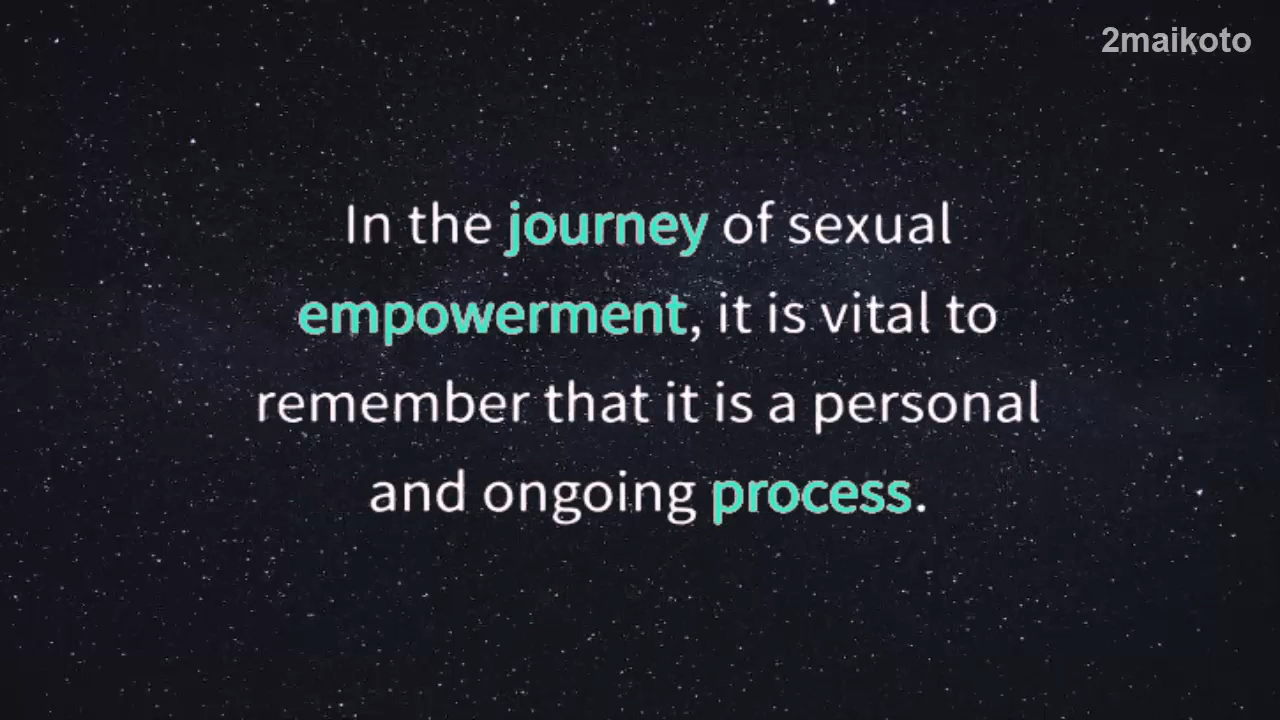 2maikoto
In the journey of sexual
empowerment, it is vital to
remember that it is a personal
and ongoing process.